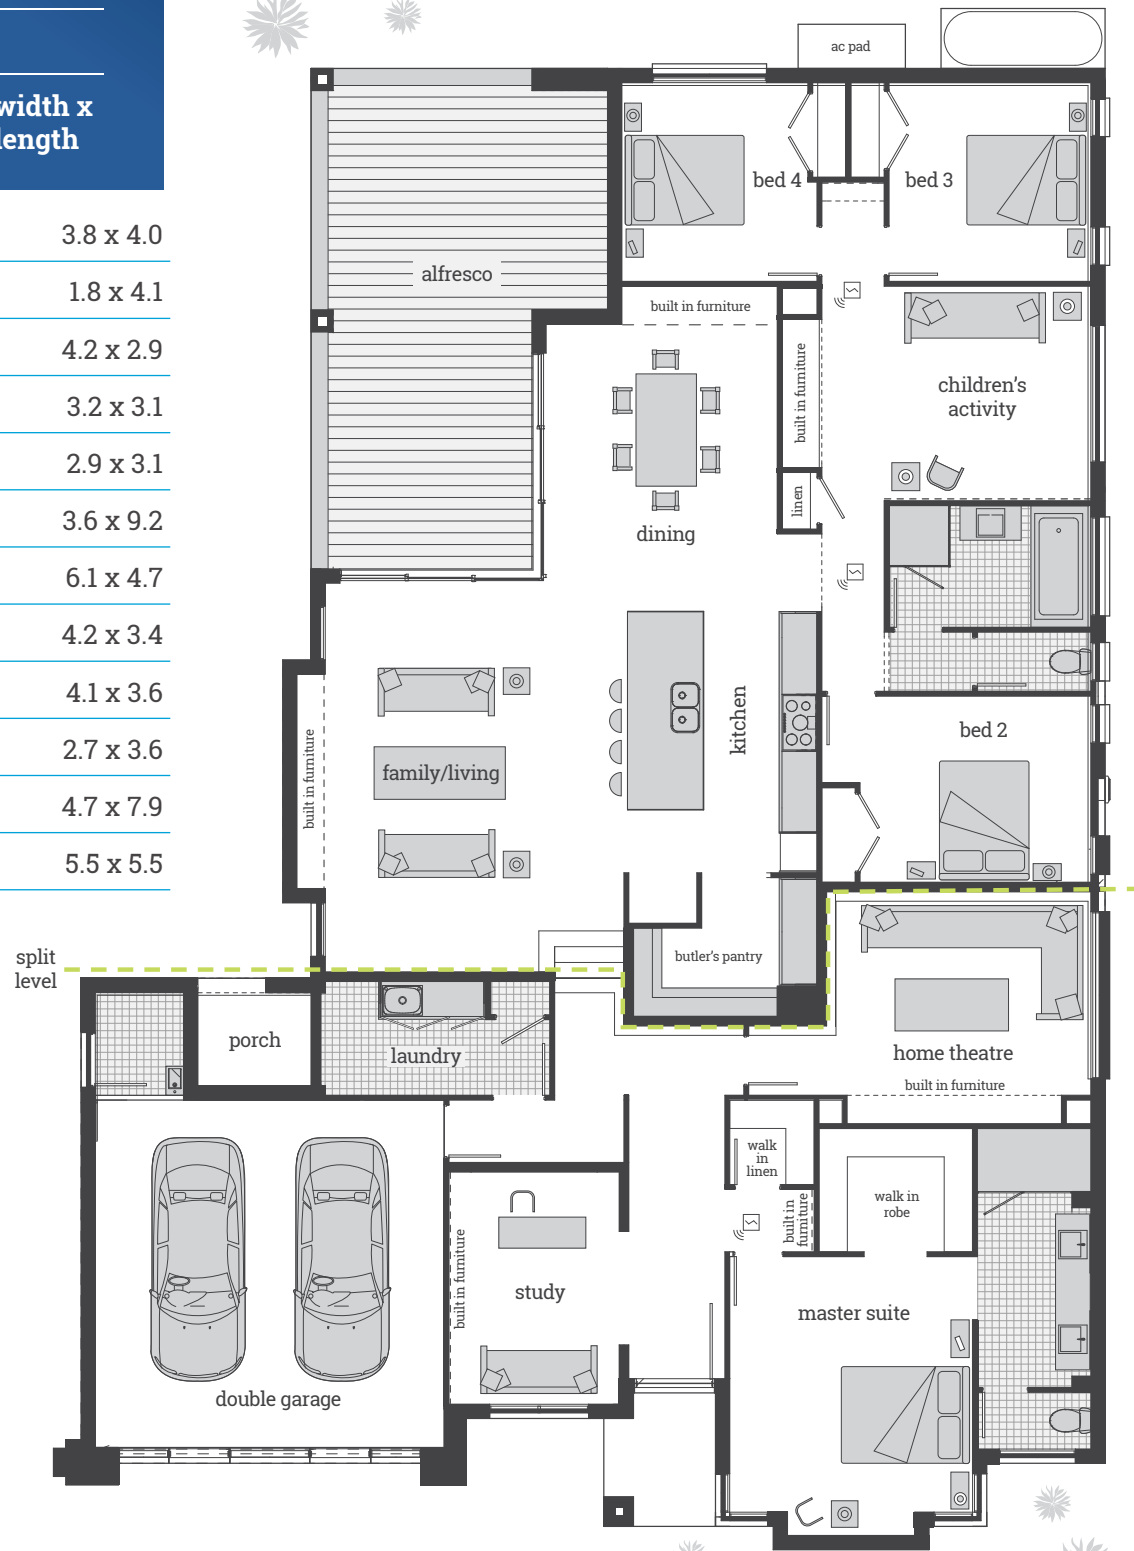 width x
length
3.8 x 4.0
1.8 x 4.1
4.2 x 2.9
3.2 x 3.1
2.9 x 3.1
3.6 x 9.2
6.1 x 4.7
4.2 x 3.4
4.1 x 3.6
2.7 x 3.6
4.7 x 7.9
5.5 x 5.5
ac pad
bed 4
bed 3
alfresco
built in furniture
built in furniture
children's
activity
linen
dining
kitchen
bed 2
built in furniture
family/living
split
level
butler's pantry
porch
laundry
home theatre
built in furniture
walk
in
linen
walk in
robe
built in
furniture
built in furniture
study
master suite
double garage